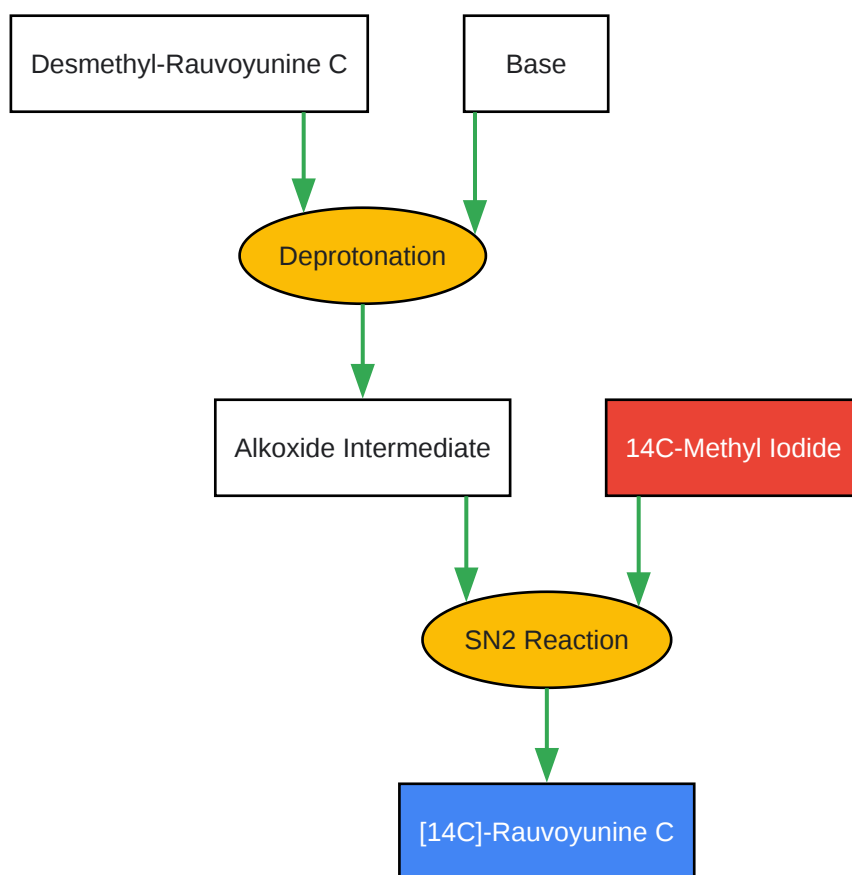 Desmethyl-Rauvoyunine C
Base
Deprotonation
Alkoxide Intermediate
14C-Methyl Iodide
SN2 Reaction
[14C]-Rauvoyunine C